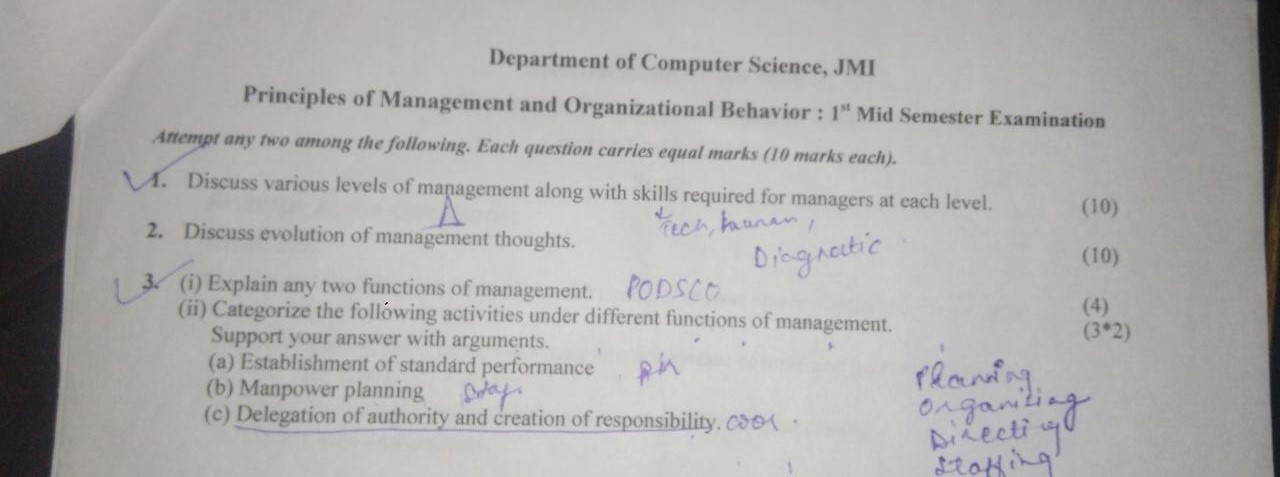 Department of Computer Science, JMI
Principles of Management and Organizational Behavior : 1st Mid Semester Examination
Attempt any two among the following. Each question carries equal marks (10 marks each).
1. Discuss various levels of management along with skills required for managers at each level. (10)
Tech, human,
2. Discuss evolution of management thoughts. (10)
Diagnostic
3. (i) Explain any two functions of management. PODSCO (4)
(ii) Categorize the following activities under different functions of management. (3*2)
Support your answer with arguments.
(a) Establishment of standard performance
Planning
(b) Manpower planning
Organizing
(c) Delegation of authority and creation of responsibility.
Directing
Staffing